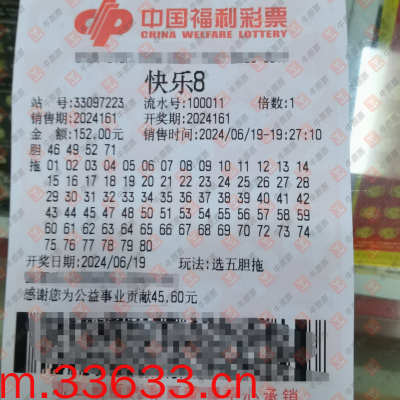 中国福利彩票
CHINA WELFARE LOTTERY
快乐8
站 号:33097223 流水号:100011 倍数:1
销售期:2024161 开奖期:2024161
金 额:152.00元 销售时间:2024/06/19-19:27:10
胆 46 49 52 71
拖 01 02 03 04 05 06 07 08 09 10 11 12 13 14
15 16 17 18 19 20 21 22 23 24 25 26 27 28
29 30 31 32 33 34 35 36 37 38 39 40 41 42
43 44 45 47 48 50 51 53 54 55 56 57 58 59
60 61 62 63 64 65 66 67 68 69 70 72 73 74
75 76 77 78 79 80
开奖日期:2024/06/19 玩法:选五胆拖
感谢您为公益事业贡献45.60元
m.33633.cn
承销